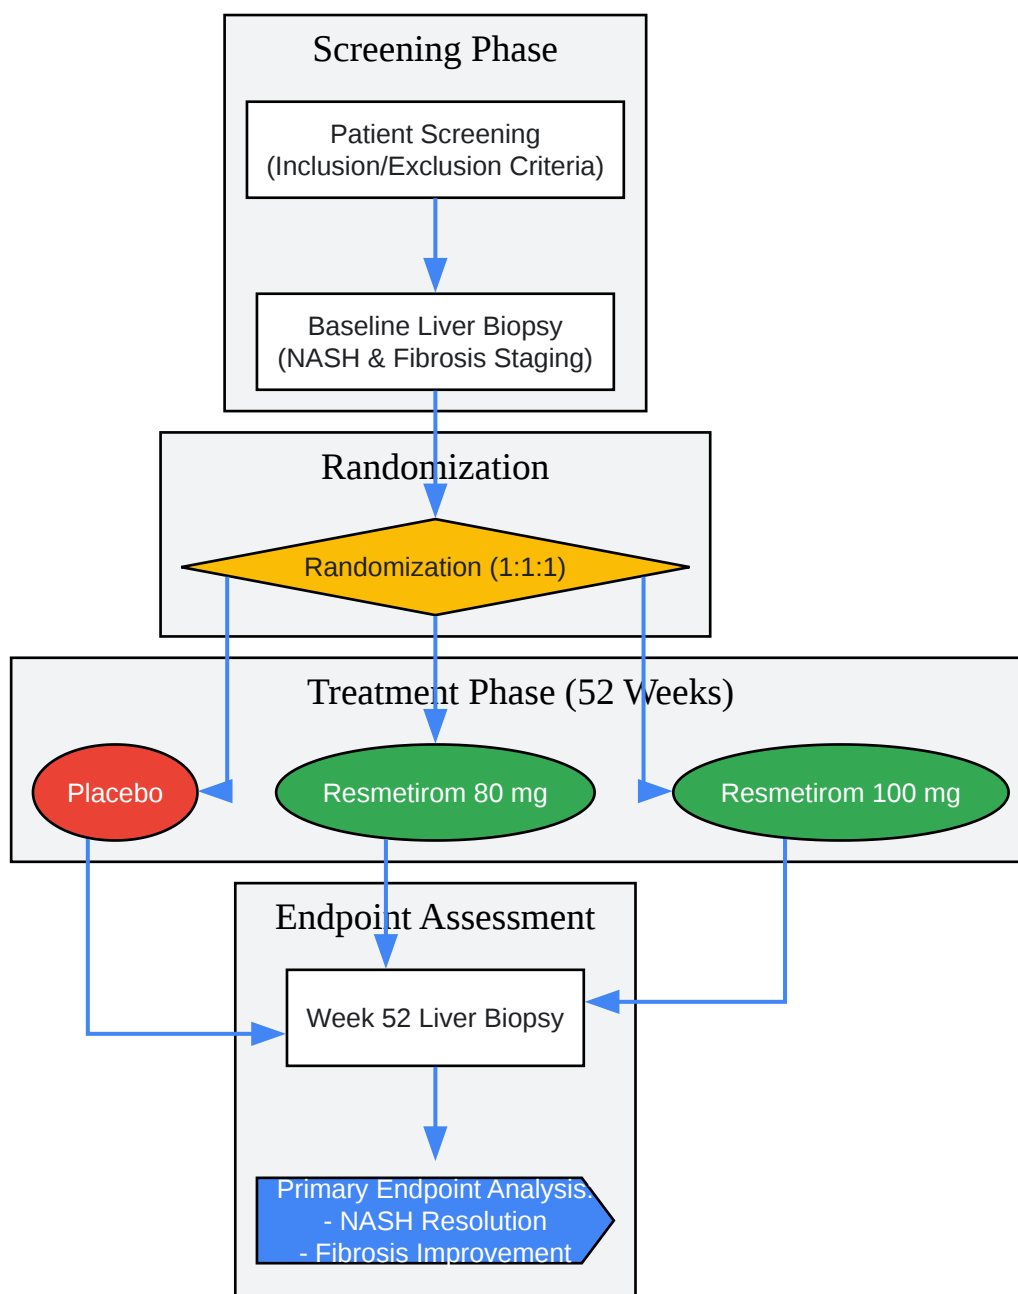 Screening Phase
Patient Screening
(Inclusion/Exclusion Criteria)
Baseline Liver Biopsy
(NASH & Fibrosis Staging)
Randomization
Randomization (1:1:1)
Treatment Phase (52 Weeks)
Placebo
Resmetirom 80 mg
Resmetirom 100 mg
Endpoint Assessment
Week 52 Liver Biopsy
Primary Endpoint Analysis:
- NASH Resolution
- Fibrosis Improvement